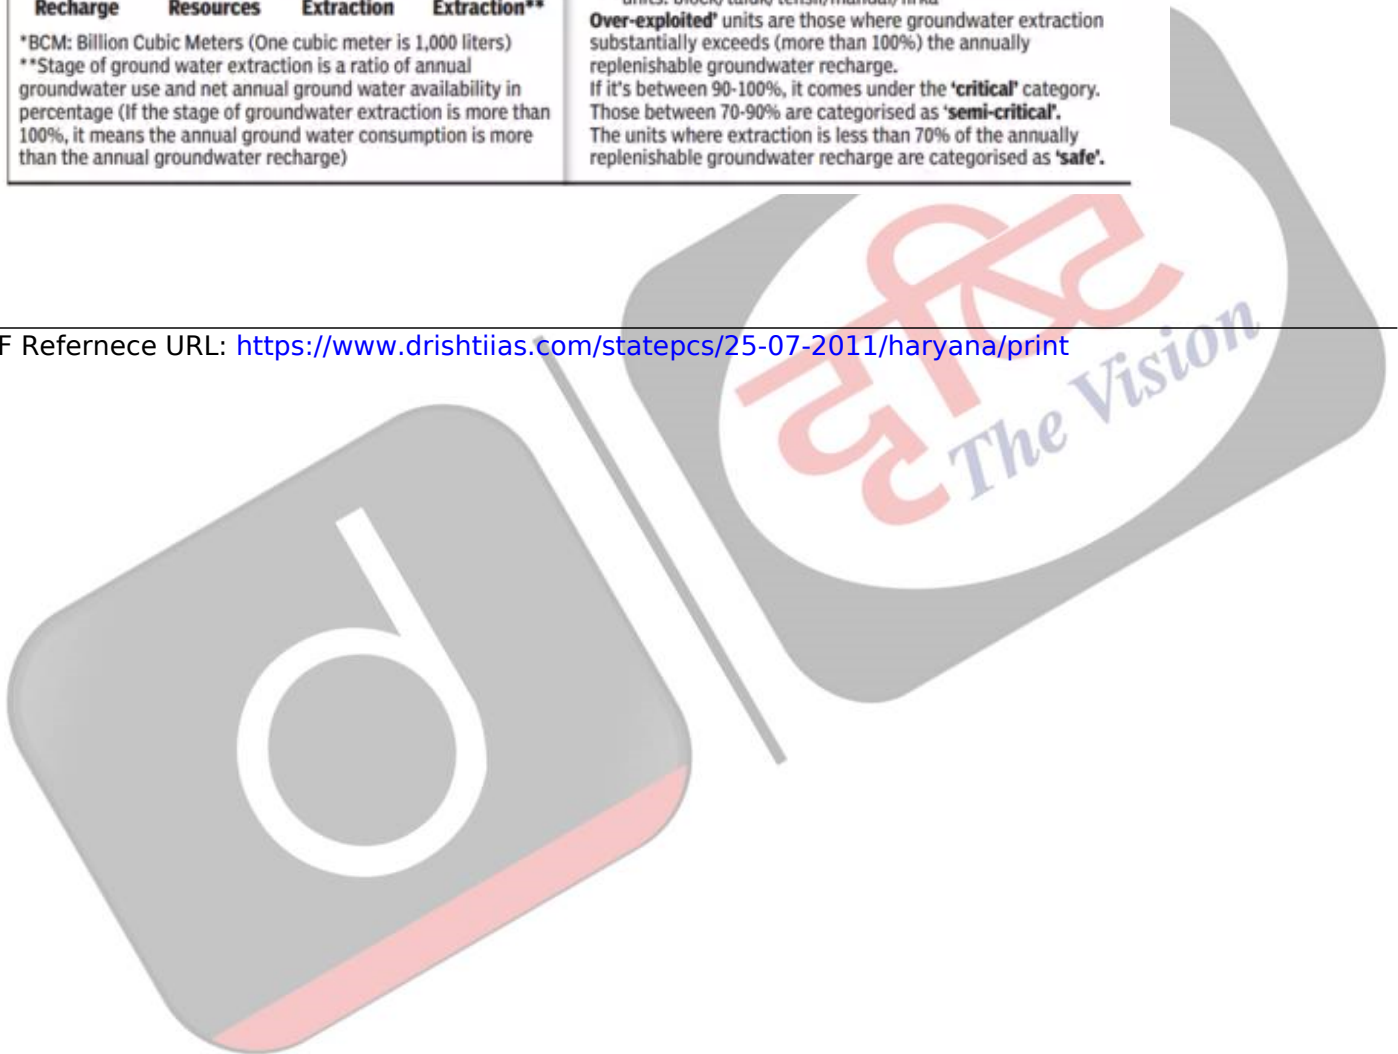 Recharge Resources Extraction Extraction**
*BCM: Billion Cubic Meters (One cubic meter is 1,000 liters)
**Stage of ground water extraction is a ratio of annual
groundwater use and net annual ground water availability in
percentage (If the stage of groundwater extraction is more than
100%, it means the annual ground water consumption is more
than the annual groundwater recharge)
units: block/taluk/tehsil/mandal/firka
Over-exploited' units are those where groundwater extraction
substantially exceeds (more than 100%) the annually
replenishable groundwater recharge.
If it's between 90-100%, it comes under the 'critical' category.
Those between 70-90% are categorised as 'semi-critical'.
The units where extraction is less than 70% of the annually
replenishable groundwater recharge are categorised as 'safe'.
F Refernece URL: https://www.drishtiias.com/statepcs/25-07-2011/haryana/print
दृष्टि
The Vision
d